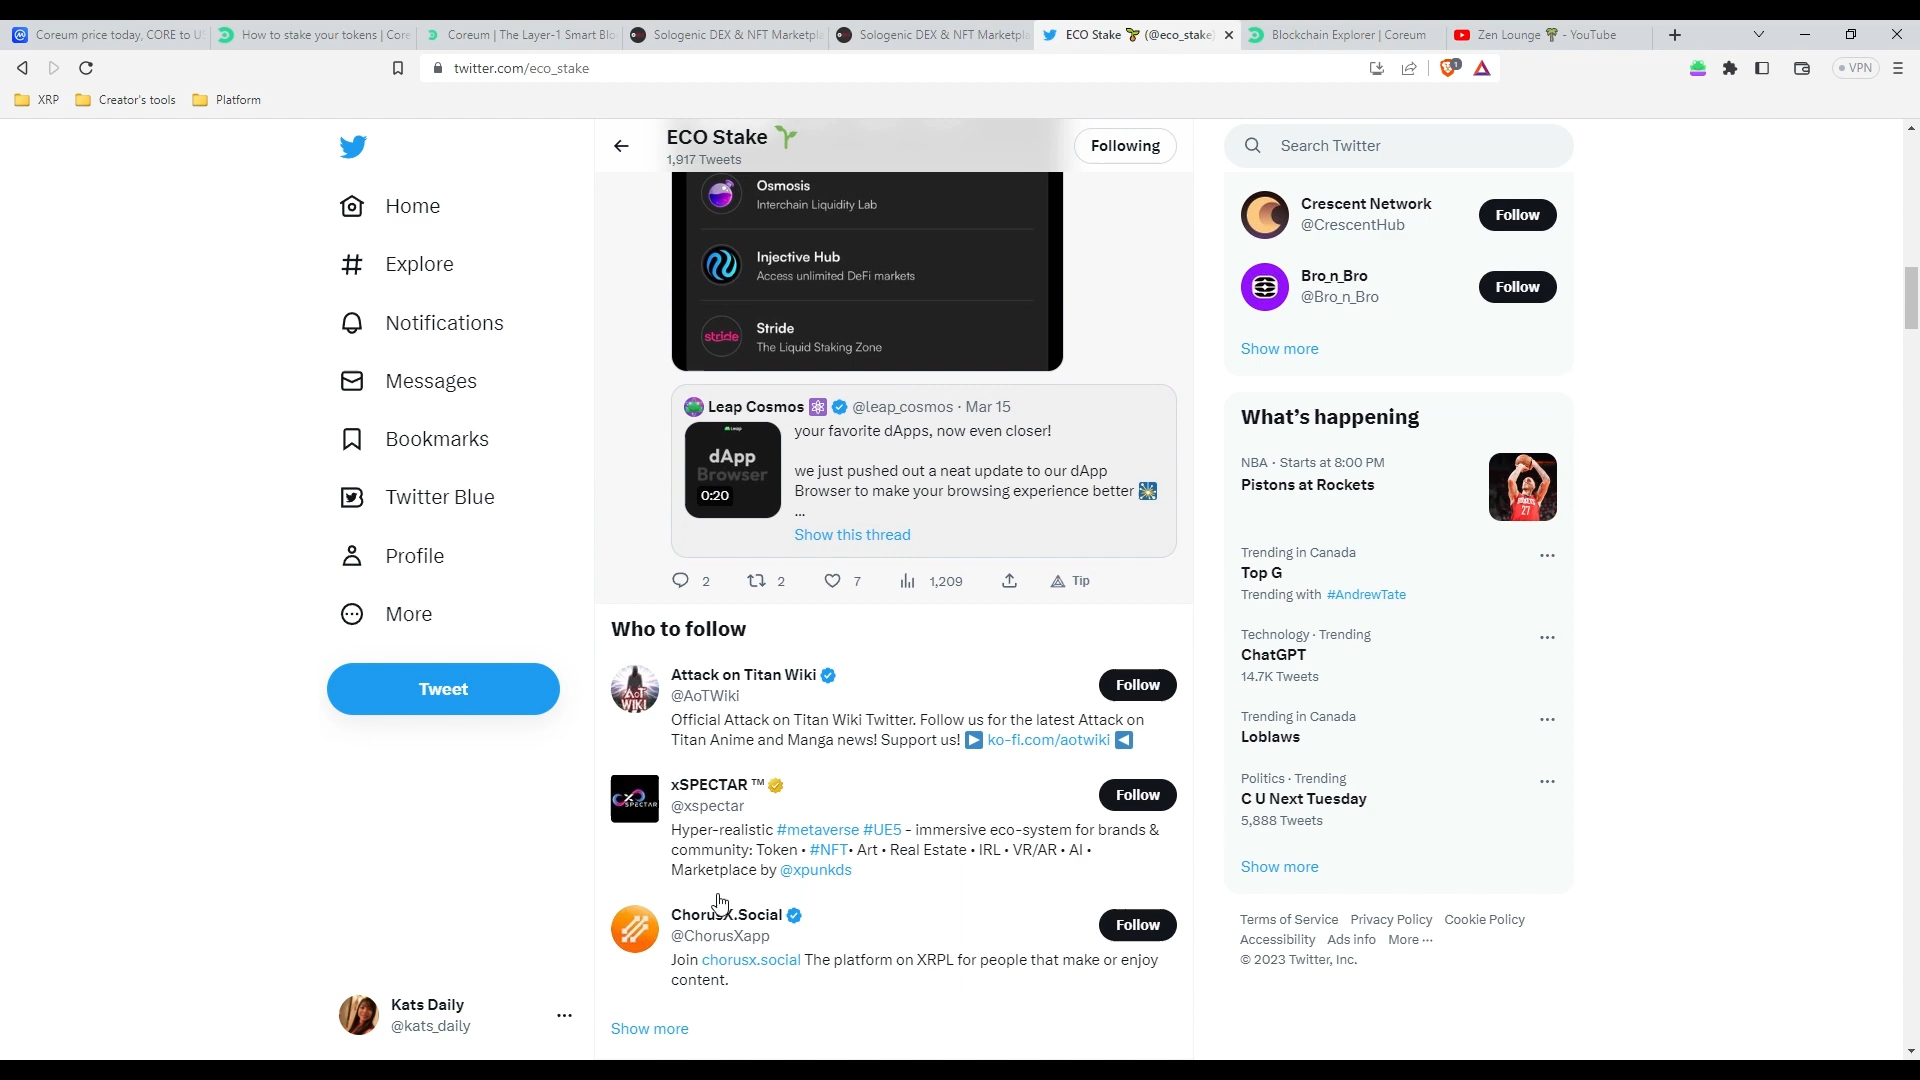 Coreum price today, CORE to U
How to stake your tokens | Core
Coreum | The Layer-1 Smart Blo
Sologenic DEX & NFT Marketpl
Sologenic DEX & NFT Marketpl
ECO Stake 🌱 (@eco_stake)
Blockchain Explorer | Coreum
Zen Lounge 🌴 - YouTube
twitter.com/eco_stake
1
VPN
XRP
Creator's tools
Platform
Home
Explore
Notifications
Messages
Bookmarks
Twitter Blue
Profile
More
Tweet
Kats Daily
@kats_daily
ECO Stake 🌱
1,917 Tweets
Following
Osmosis
Interchain Liquidity Lab
Injective Hub
Access unlimited DeFi markets
stride
Stride
The Liquid Staking Zone
Leap Cosmos ⚛ @leap_cosmos · Mar 15
Leap
dApp
Browser
0:20
your favorite dApps, now even closer!
we just pushed out a neat update to our dApp
Browser to make your browsing experience better 🎇
...
Show this thread
2 2 7 1,209 Tip
Who to follow
AOT
WIKI
Attack on Titan Wiki
@AoTWiki
Follow
Official Attack on Titan Wiki Twitter. Follow us for the latest Attack on
Titan Anime and Manga news! Support us! ▶ ko-fi.com/aotwiki ◀
SPECTAR
xSPECTAR ™
@xspectar
Follow
Hyper-realistic #metaverse #UE5 - immersive eco-system for brands &
community: Token • #NFT• Art • Real Estate • IRL • VR/AR • AI •
Marketplace by @xpunkds
ChorusX.Social
@ChorusXapp
Follow
Join chorusx.social The platform on XRPL for people that make or enjoy
content.
Show more
Search Twitter
Crescent Network
@CrescentHub
Follow
Bro_n_Bro
@Bro_n_Bro
Follow
Show more
What's happening
NBA · Starts at 8:00 PM
Pistons at Rockets
27
Trending in Canada
Top G
Trending with #AndrewTate
Technology · Trending
ChatGPT
14.7K Tweets
Trending in Canada
Loblaws
Politics · Trending
C U Next Tuesday
5,888 Tweets
Show more
Terms of Service Privacy Policy Cookie Policy
Accessibility Ads info More ···
© 2023 Twitter, Inc.